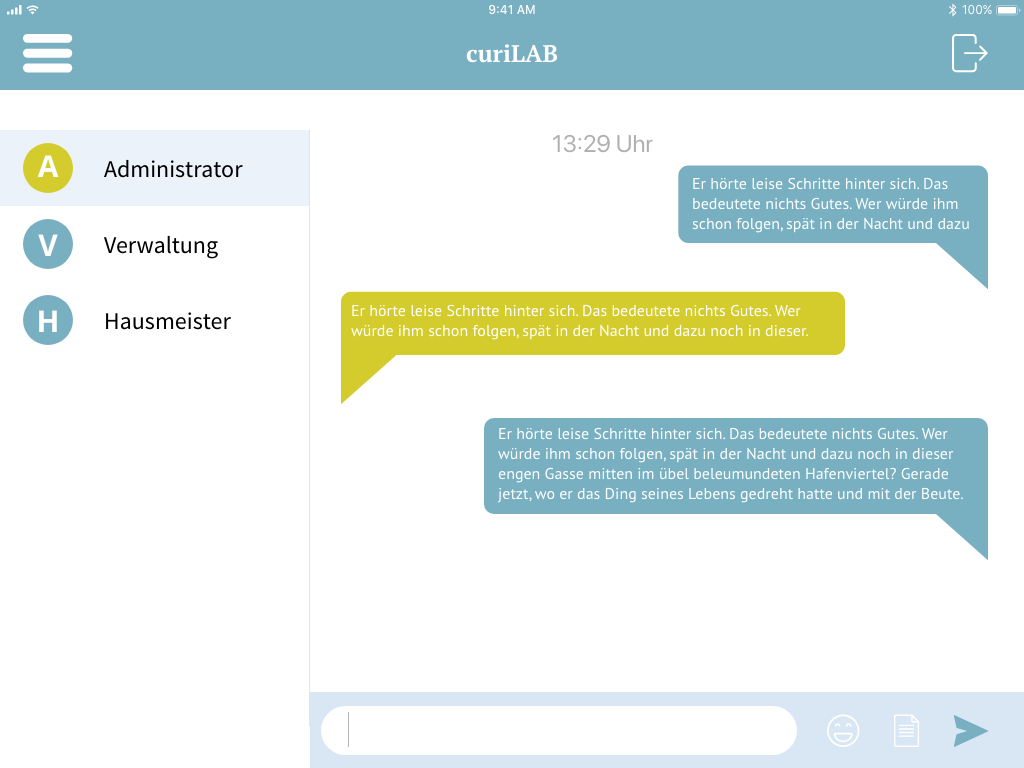 9:41 AM
100%
curiLAB
A Administrator
V Verwaltung
H Hausmeister
13:29 Uhr
Er hörte leise Schritte hinter sich. Das
bedeutete nichts Gutes. Wer würde ihm
schon folgen, spät in der Nacht und dazu
Er hörte leise Schritte hinter sich. Das bedeutete nichts Gutes. Wer
würde ihm schon folgen, spät in der Nacht und dazu noch in dieser.
Er hörte leise Schritte hinter sich. Das bedeutete nichts Gutes. Wer
würde ihm schon folgen, spät in der Nacht und dazu noch in dieser
engen Gasse mitten im übel beleumundeten Hafenviertel? Gerade
jetzt, wo er das Ding seines Lebens gedreht hatte und mit der Beute.